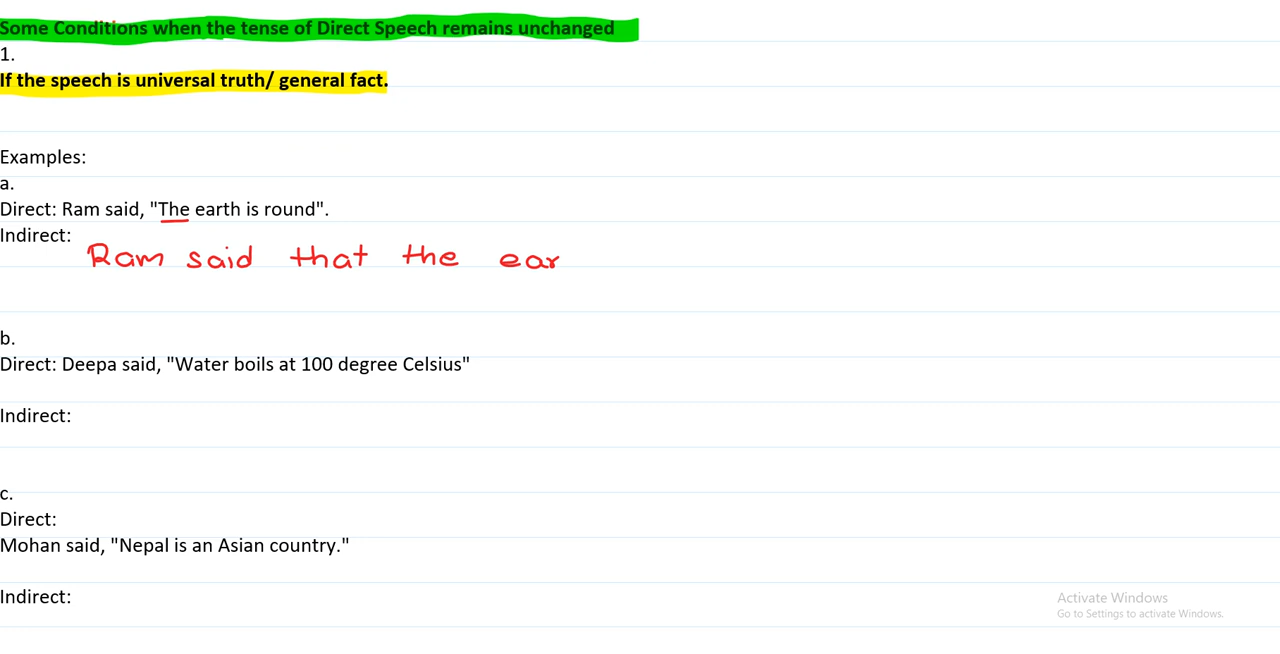 Some Conditions when the tense of Direct Speech remains unchanged
1.
If the speech is universal truth/ general fact.
Examples:
a.
Direct: Ram said, "The earth is round".
Indirect:
Ram said that the ear
b.
Direct: Deepa said, "Water boils at 100 degree Celsius"
Indirect:
c.
Direct:
Mohan said, "Nepal is an Asian country."
Indirect:
Activate Windows
Go to Settings to activate Windows.